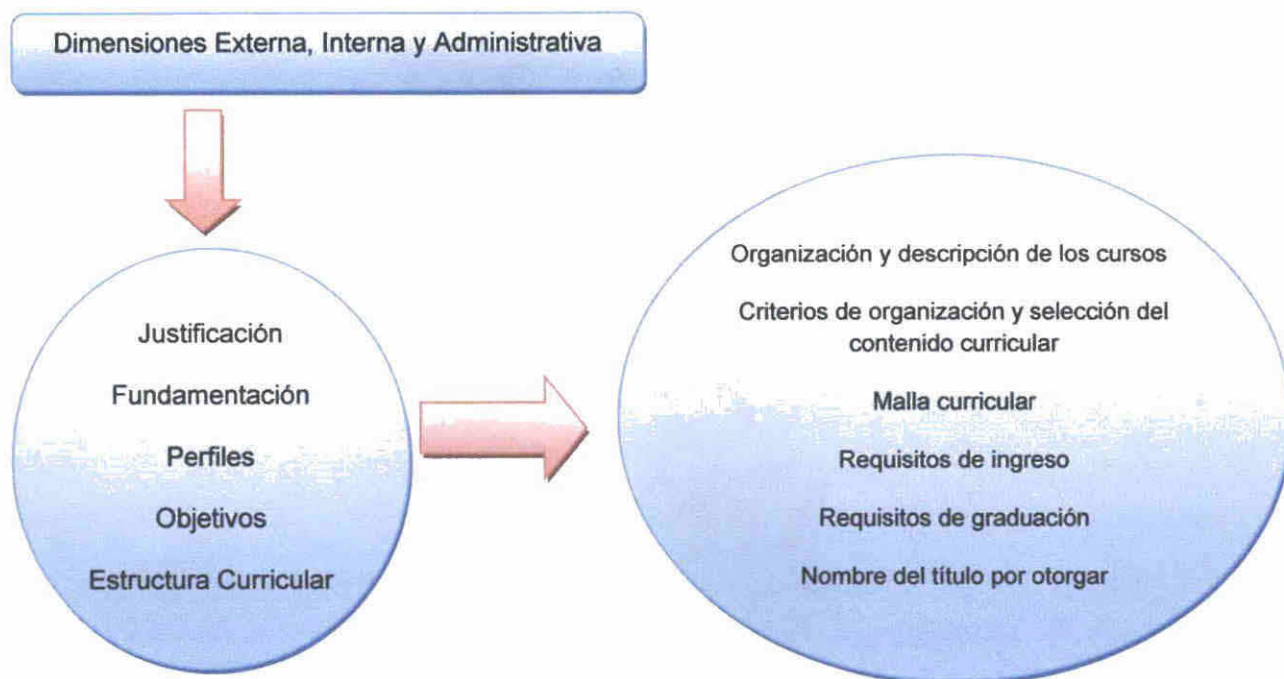 Dimensiones Externa, Interna y Administrativa
Justificación
Fundamentación
Perfiles
Objetivos
Estructura Curricular
Organización y descripción de los cursos
Criterios de organización y selección del
contenido curricular
Malla curricular
Requisitos de ingreso
Requisitos de graduación
Nombre del título por otorgar